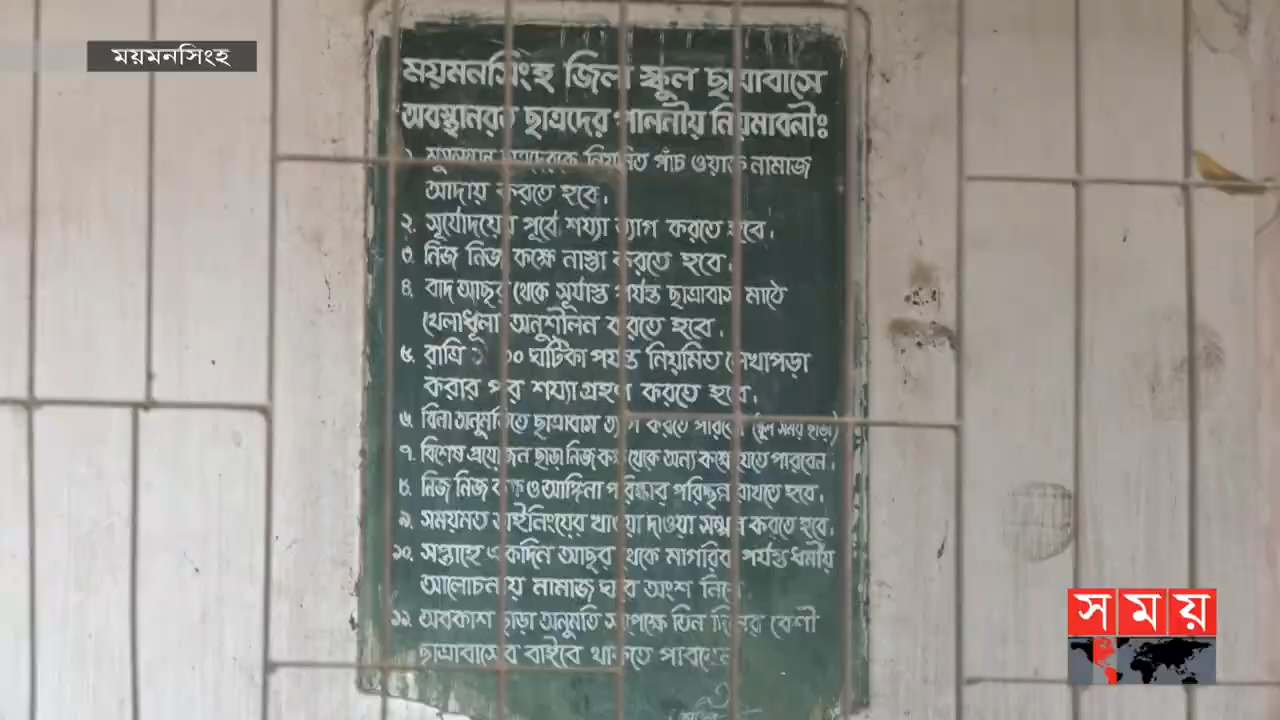 ময়মনসিংহ
ময়মনসিংহ জিলা স্কুল ছাত্রাবাসে
অবস্থানরত ছাত্রদের পালনীয় নিয়মাবলীঃ
১. মুসলমান ছাত্রদেরকে নিয়মিত পাঁচ ওয়াক্ত নামাজ
আদায় করতে হবে।
২. সূর্যোদয়ের পূর্বে শয্যা ত্যাগ করতে হবে।
৩. নিজ নিজ কক্ষে নাস্তা করতে হবে।
৪. বাদ আছর থেকে সূর্যাস্ত পর্যন্ত ছাত্রাবাস মাঠে
খেলাধূলা অনুশীলন করতে হবে।
৫. রাত্রি ঘটিকা পর্যন্ত নিয়মিত লেখাপড়া
করার পর শয্যা গ্রহণ করতে হবে।
৬. বিনা অনুমতিতে ছাত্রাবাস ত্যাগ করতে পারবেনা (স্কুল সময় ছাড়া)
৭. বিশেষ প্রয়োজন ছাড়া নিজ কক্ষ থেকে অন্য কক্ষে যেতে পারবেনা।
৮. নিজ নিজ কক্ষ ও আঙ্গিনা পরিষ্কার পরিচ্ছন্ন রাখতে হবে।
৯. সময়মত ডাইনিংয়ের খাওয়া দাওয়া সম্পন্ন করতে হবে।
১০. সপ্তাহে একদিন আছর থেকে মাগরিব পর্যন্ত ধর্মীয়
আলোচনায় নামাজ ঘরে অংশ
১১. অবকাশ ছাড়া অনুমতি সাপেক্ষে তিন দিনের বেশী
ছাত্রাবাসের বাইরে থাকতে পারবেনা
সময়